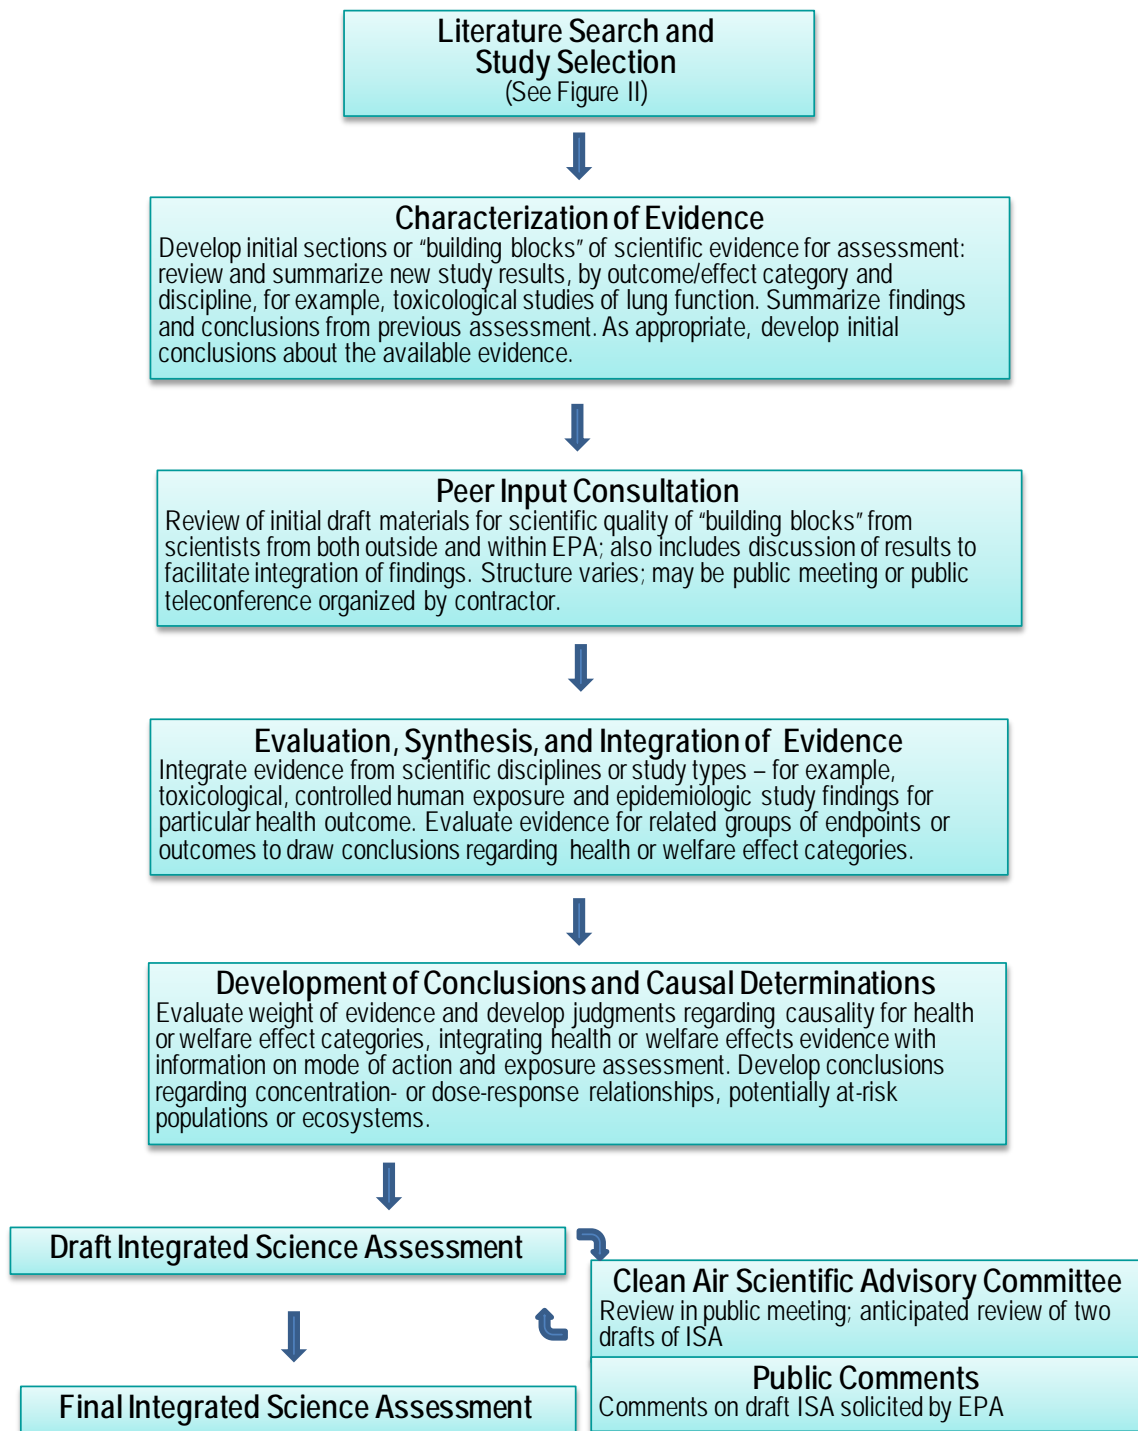 Literature Search and
Study Selection
(See Figure II)
Characterization of Evidence
Develop initial sections or “building blocks” of scientific evidence for assessment:
review and summarize new study results, by outcome/effect category and
discipline, for example, toxicological studies of lung function. Summarize findings
and conclusions from previous assessment. As appropriate, develop initial
conclusions about the available evidence.
Peer Input Consultation
Review of initial draft materials for scientific quality of “building blocks” from
scientists from both outside and within EPA; also includes discussion of results to
facilitate integration of findings. Structure varies; may be public meeting or public
teleconference organized by contractor.
Evaluation, Synthesis, and Integration of Evidence
Integrate evidence from scientific disciplines or study types – for example,
toxicological, controlled human exposure and epidemiologic study findings for
particular health outcome. Evaluate evidence for related groups of endpoints or
outcomes to draw conclusions regarding health or welfare effect categories.
Development of Conclusions and Causal Determinations
Evaluate weight of evidence and develop judgments regarding causality for health
or welfare effect categories, integrating health or welfare effects evidence with
information on mode of action and exposure assessment. Develop conclusions
regarding concentration- or dose-response relationships, potentially at-risk
populations or ecosystems.
Draft Integrated Science Assessment
Clean Air Scientific Advisory Committee
Review in public meeting; anticipated review of two
drafts of ISA
Public Comments
Comments on draft ISA solicited by EPA
Final Integrated Science Assessment